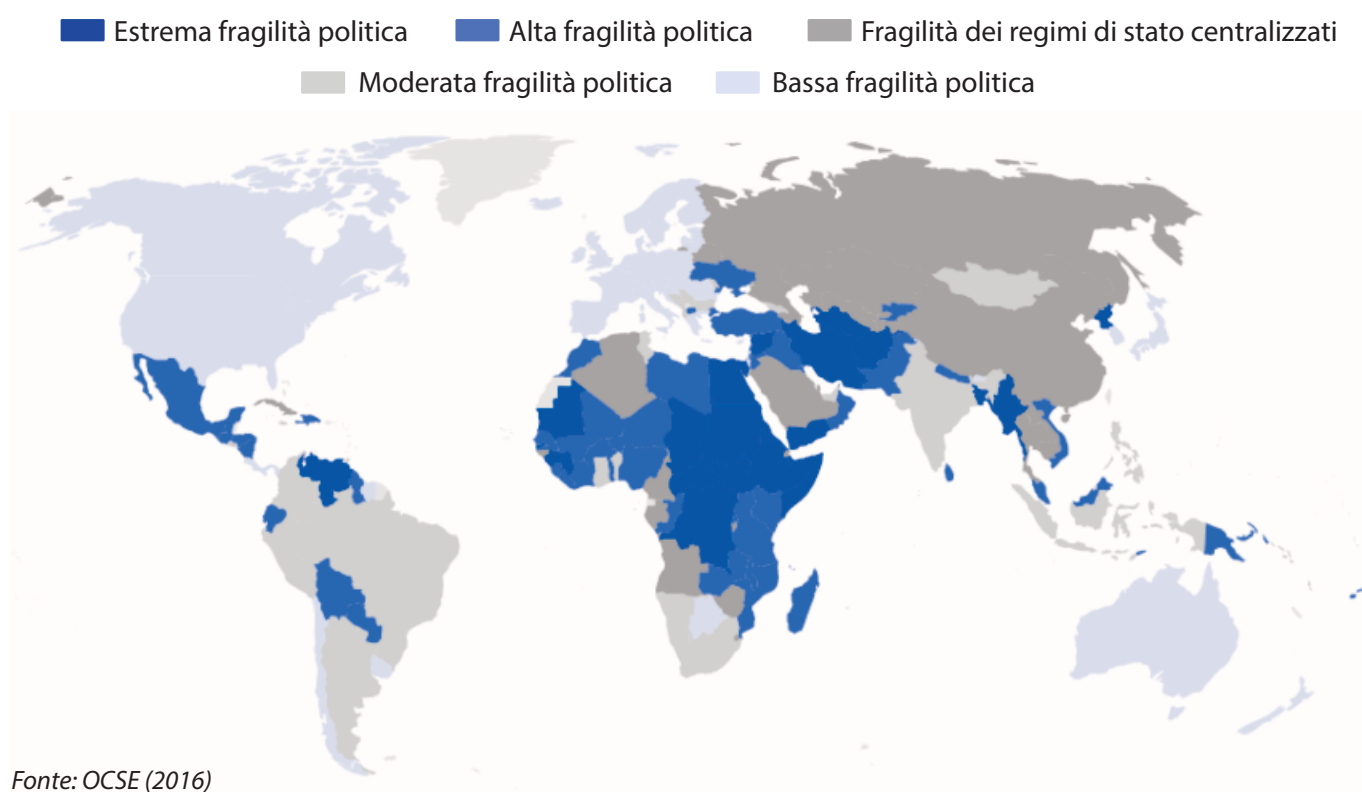 Estrema fragilità politica Alta fragilità politica Fragilità dei regimi di stato centralizzati
Moderata fragilità politica Bassa fragilità politica
Fonte: OCSE (2016)